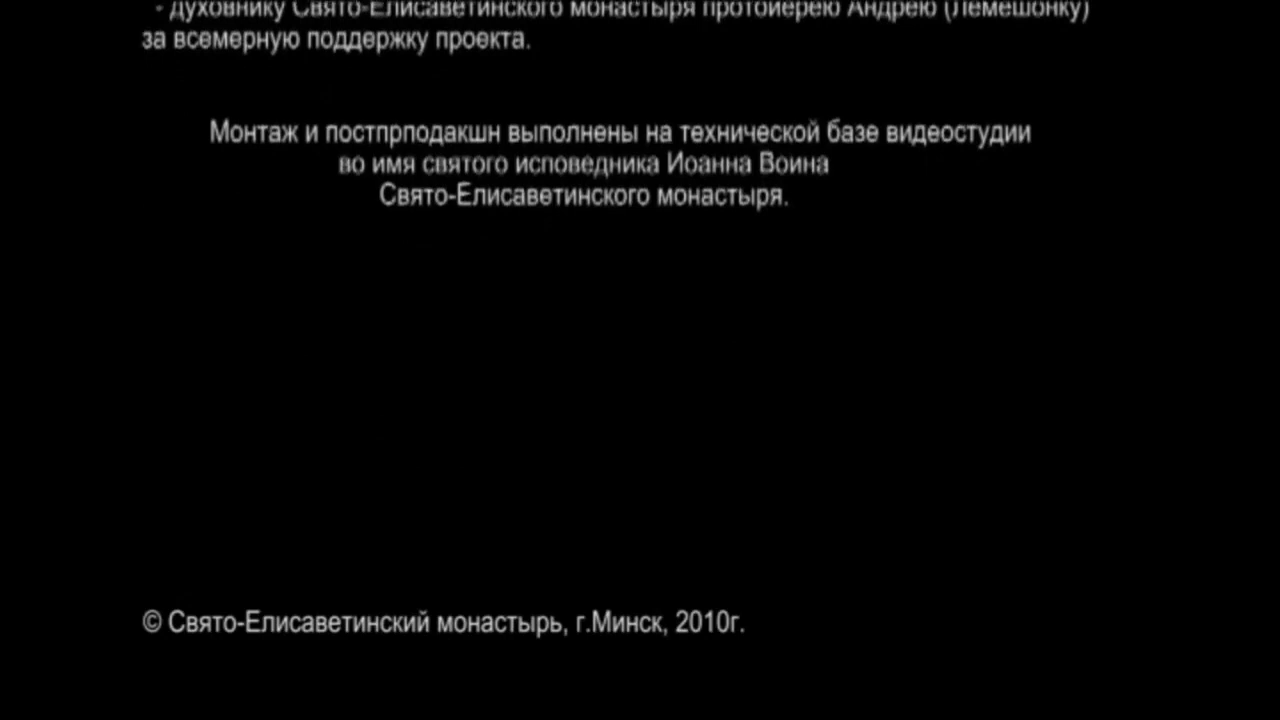 - духовнику Свято-Елисаветинского монастыря протоиерею Андрею (Лемешонку)
за всемерную поддержку проекта.
Монтаж и постпрподакшн выполнены на технической базе видеостудии
во имя святого исповедника Иоанна Воина
Свято-Елисаветинского монастыря.
© Свято-Елисаветинский монастырь, г.Минск, 2010г.